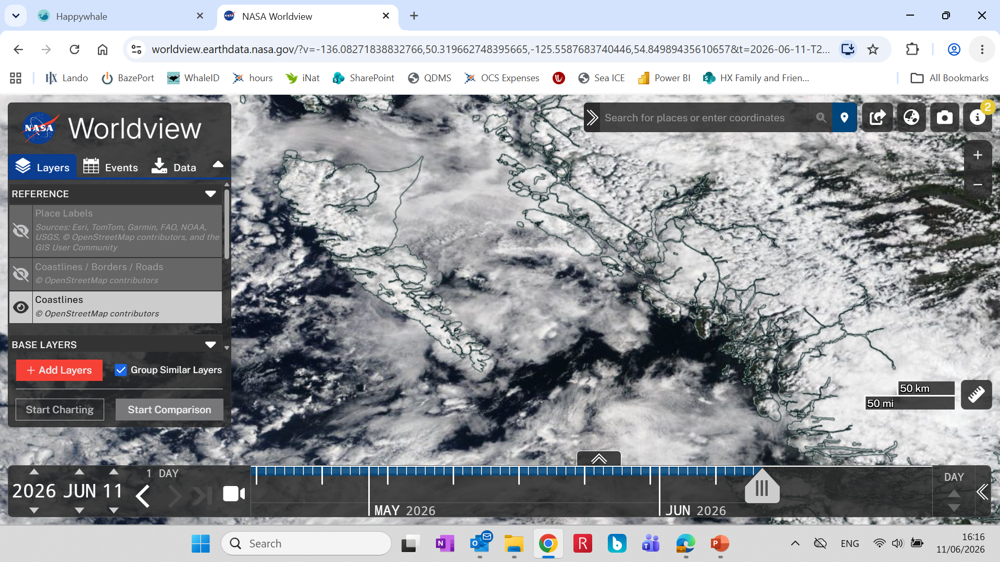 Happywhale
NASA Worldview
worldview.earthdata.nasa.gov/?v=-136.08271838832766,50.319662748395665,-125.5587683740446,54.84989435610657&t=2026-06-11-T2...
Lando
BazePort
WhaleID
hours
iNat
SharePoint
QDMS
OCS Expenses
Sea ICE
Power BI
HX Family and Frien...
All Bookmarks
NASA
Worldview
Search for places or enter coordinates
2
Layers
Events
Data
REFERENCE
Place Labels
Sources: Esri, TomTom, Garmin, FAO, NOAA,
USGS, © OpenStreetMap contributors, and the
GIS User Community
Coastlines / Borders / Roads
© OpenStreetMap contributors
Coastlines
© OpenStreetMap contributors
BASE LAYERS
+ Add Layers
Group Similar Layers
Start Charting
Start Comparison
50 km
50 mi
1 DAY
2026 JUN 11
MAY 2026
JUN 2026
DAY
Search
ENG
16:16
11/06/2026